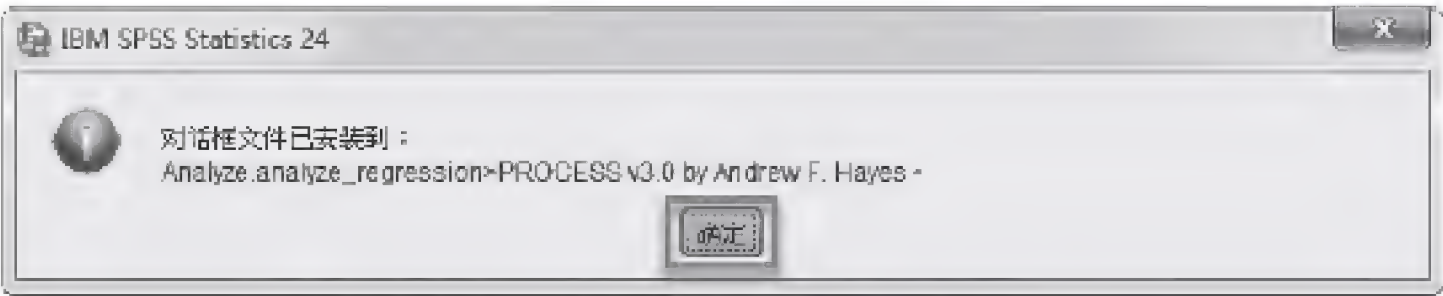 IBM SPSS Statistics 24
对话框文件已安装到：
Analyze.analyze_regression>PROCESS v3.0 by Andrew F. Hayes 。
确定